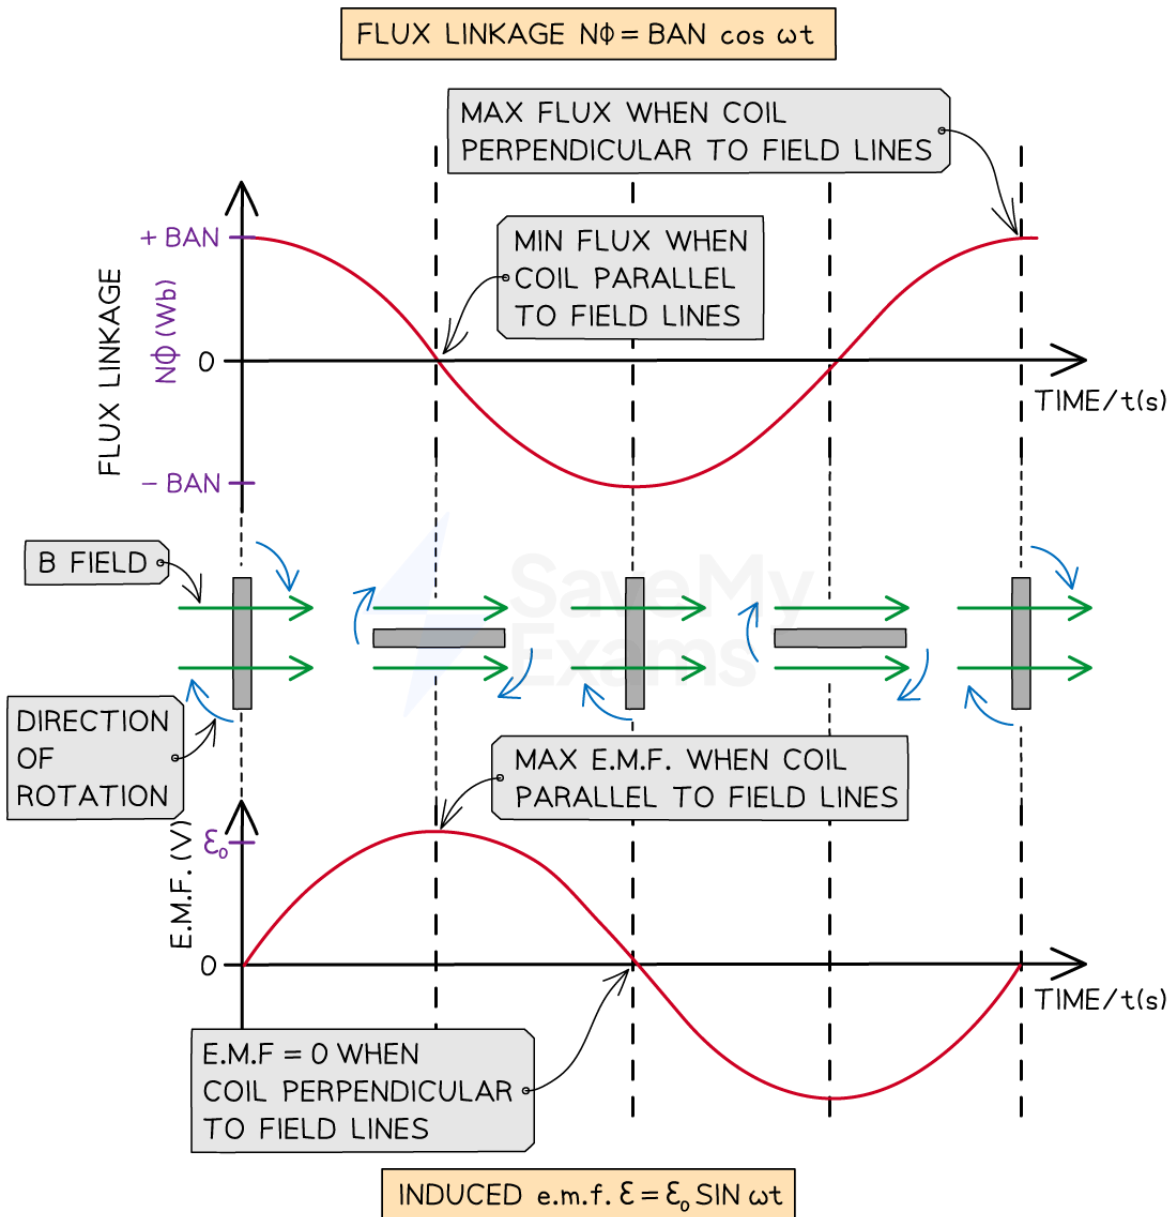 FLUX LINKAGE NΦ = BAN cos ωt
MAX FLUX WHEN COIL
PERPENDICULAR TO FIELD LINES
+ BAN
MIN FLUX WHEN
COIL PARALLEL
TO FIELD LINES
FLUX LINKAGE
NΦ (Wb)
0
TIME/t(s)
− BAN
B FIELD
SaveMy
Exams
DIRECTION
OF
ROTATION
MAX E.M.F. WHEN COIL
PARALLEL TO FIELD LINES
E.M.F. (V)
ε₀
0
TIME/t(s)
E.M.F = 0 WHEN
COIL PERPENDICULAR
TO FIELD LINES
INDUCED e.m.f. ε = ε₀ SIN ωt